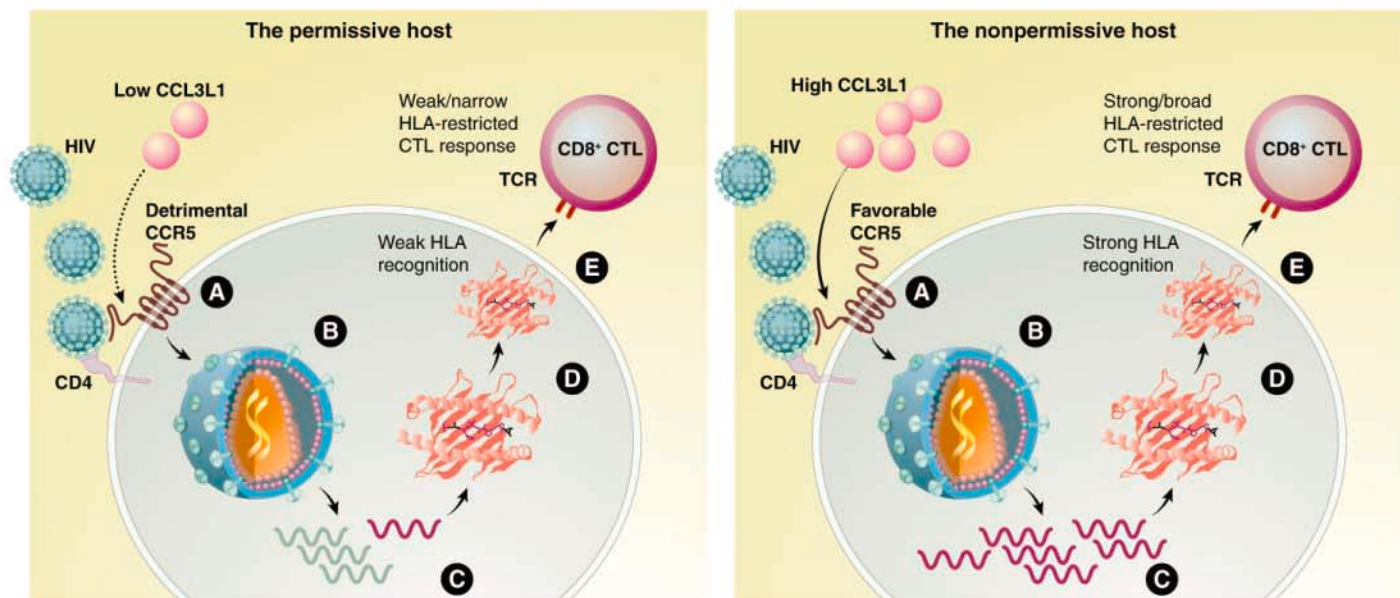 The permissive host
Low CCL3L1
HIV
Weak/narrow
HLA-restricted
CTL response
CD8⁺ CTL
TCR
Detrimental
CCR5
Weak HLA
recognition
A
E
B
CD4
D
C
The nonpermissive host
High CCL3L1
HIV
Strong/broad
HLA-restricted
CTL response
CD8⁺ CTL
TCR
Favorable
CCR5
Strong HLA
recognition
A
E
B
CD4
D
C